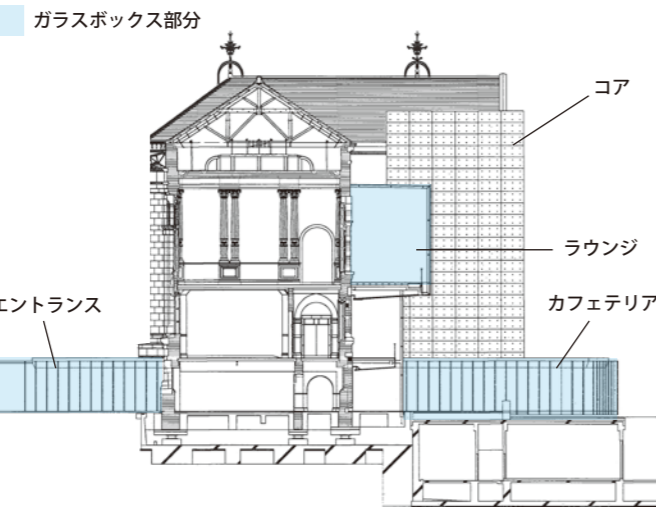 ガラスボックス部分
コア
ラウンジ
エントランス
カフェテリア